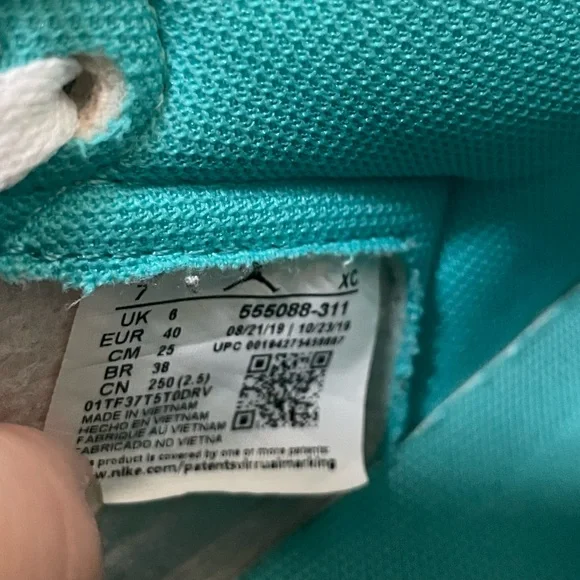 7
XC
UK 6
555088-311
EUR 40
08/21/19 | 10/23/19
CM 25
UPC
BR 38
CN 250 (2.5)
01TF37T5T0DRV
MADE IN VIETNAM
HECHO EN VIETNAM
FABRIQUE AU VIETNAM
FABRICADO NO VIETNA
product is covered by one or more patents
www.nike.com/patentsvirtualmarking